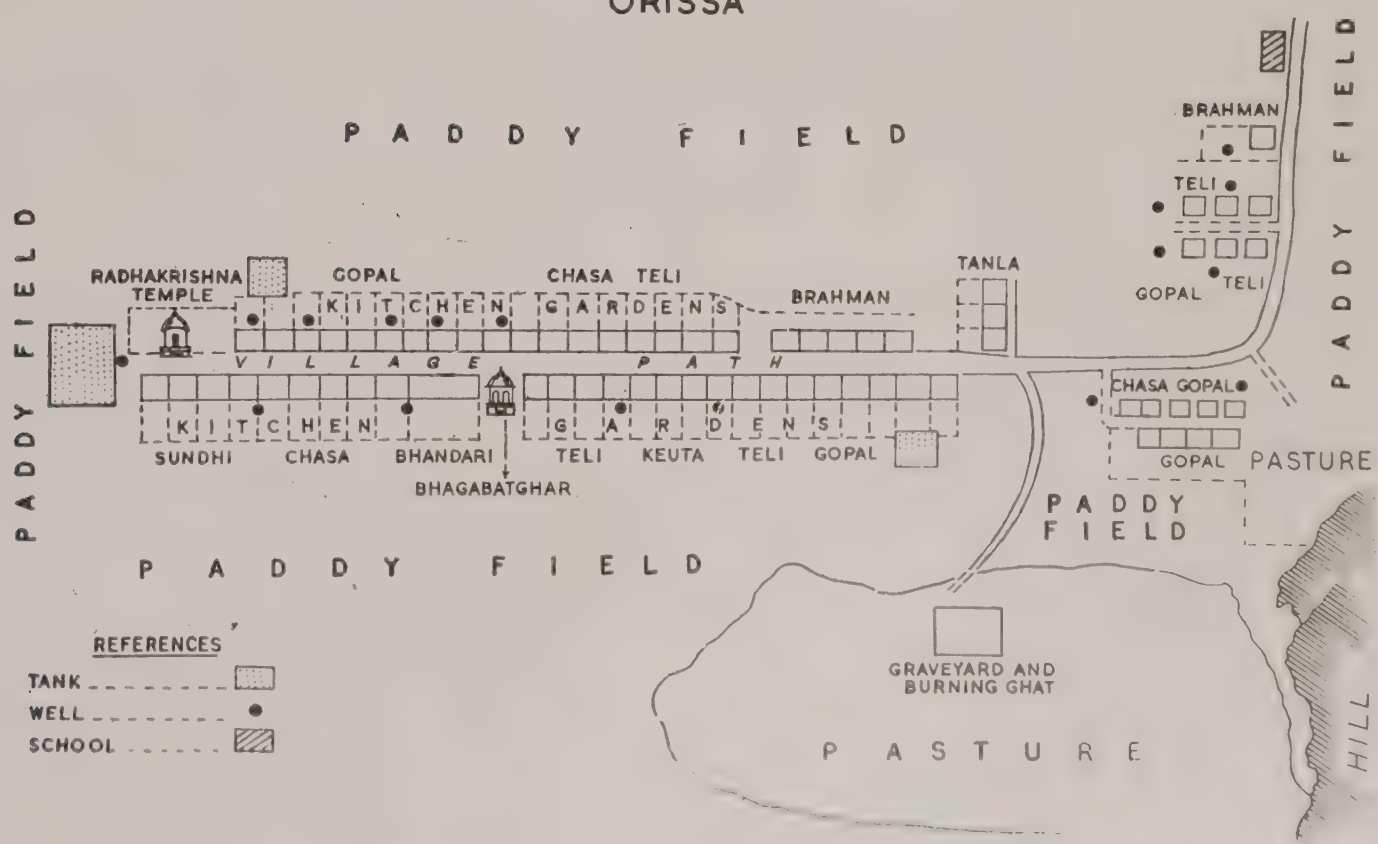 ORISSA
PADDY FIELD
PADDY FIELD
BRAHMAN
TELI
GOPAL TELI
PADDY FIELD
RADHAKRISHNA
TEMPLE
GOPAL
CHASA TELI
BRAHMAN
TANLA
KITCHEN GARDENS
VILLAGE PATH
KITCHEN GARDENS
SUNDHI CHASA BHANDARI TELI KEUTA TELI GOPAL
BHAGABATGHAR
CHASA GOPAL
GOPAL
PASTURE
PADDY
FIELD
PADDY FIELD
REFERENCES
TANK
WELL
SCHOOL
GRAVEYARD AND
BURNING GHAT
PASTURE
HILL